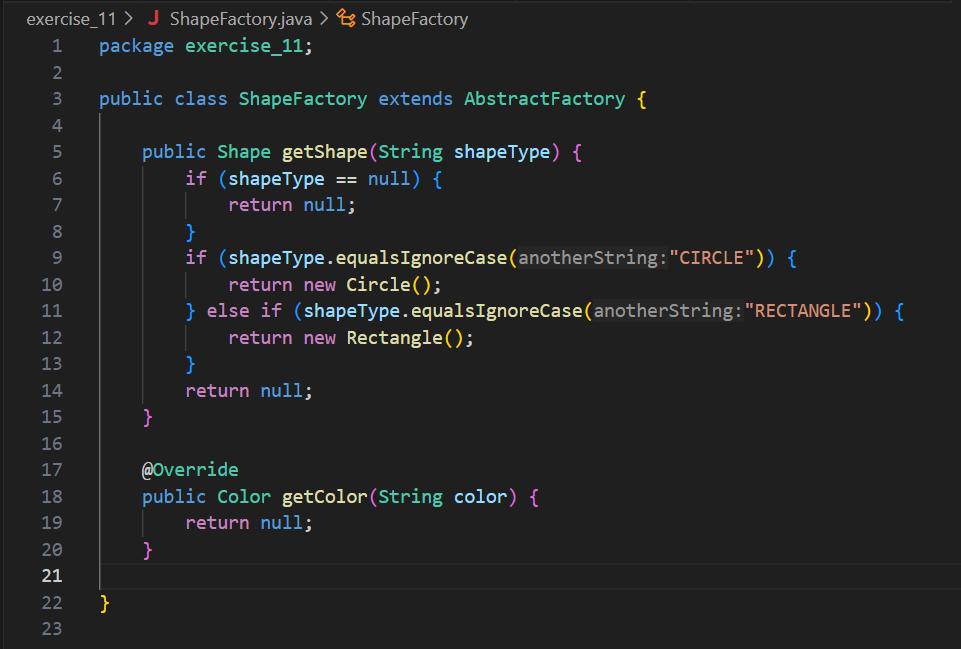 exercise_11 > J ShapeFactory.java > ShapeFactory
1 package exercise_11;
2
3 public class ShapeFactory extends AbstractFactory {
4
5     public Shape getShape(String shapeType) {
6         if (shapeType == null) {
7             return null;
8         }
9         if (shapeType.equalsIgnoreCase(anotherString:"CIRCLE")) {
10             return new Circle();
11         } else if (shapeType.equalsIgnoreCase(anotherString:"RECTANGLE")) {
12             return new Rectangle();
13         }
14         return null;
15     }
16
17     @Override
18     public Color getColor(String color) {
19         return null;
20     }
21
22 }
23